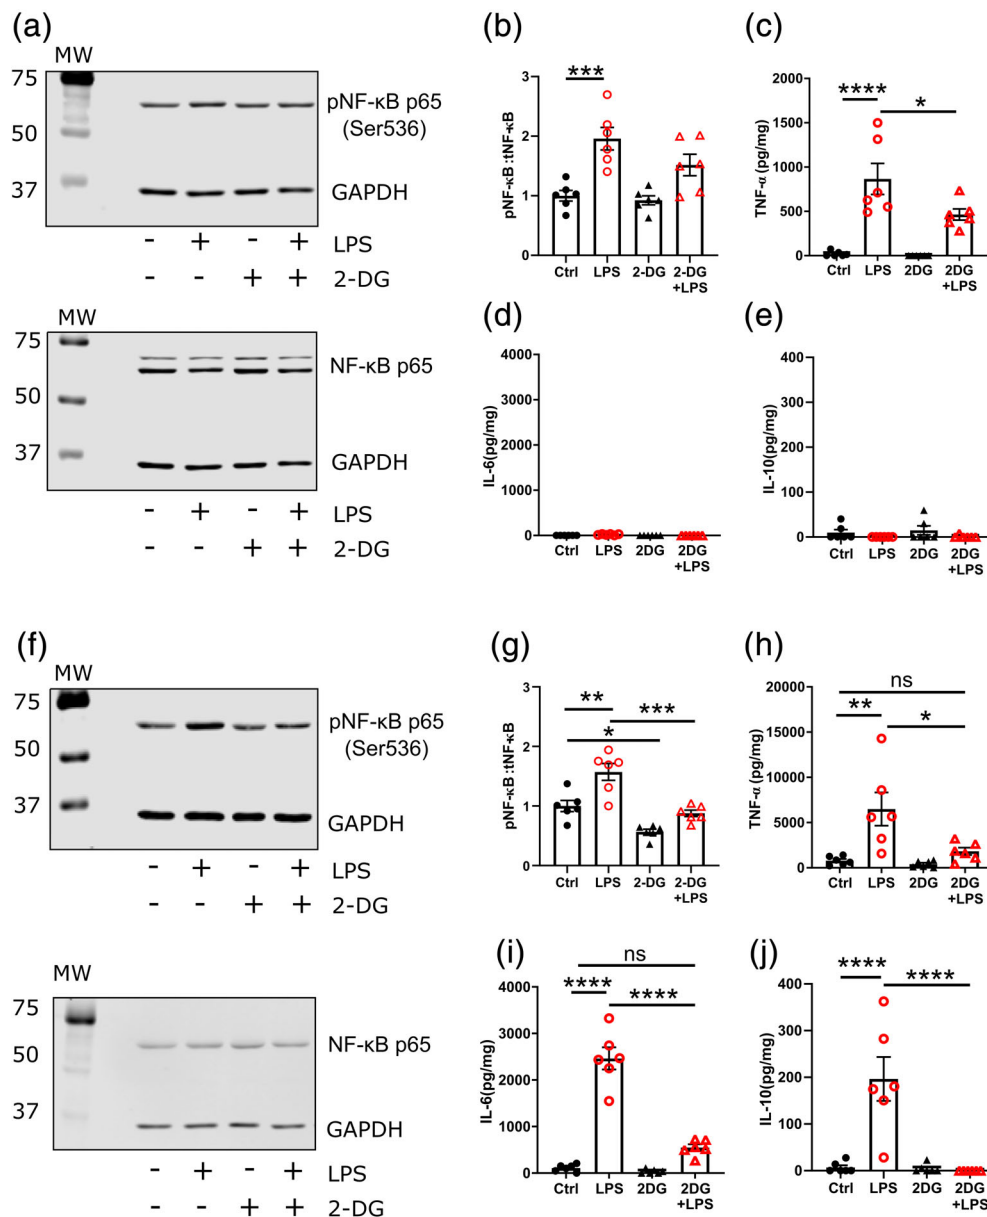 (a)
MW
75
50
37
pNF-κB p65
(Ser536)
GAPDH
- + - + LPS
- - + + 2-DG
MW
75
50
37
NF-κB p65
GAPDH
- + - + LPS
- - + + 2-DG
(b)
***
pNF-κB :tNF-κB
3
2
1
0
Ctrl LPS 2-DG 2-DG
+LPS
(c)
****
*
TNF-α (pg/mg)
2000
1500
1000
500
0
Ctrl LPS 2DG 2DG
+LPS
(d)
IL-6(pg/mg)
4000
3000
2000
1000
0
Ctrl LPS 2DG 2DG
+LPS
(e)
IL-10(pg/mg)
400
300
200
100
0
Ctrl LPS 2DG 2DG
+LPS
(f)
MW
75
50
37
pNF-κB p65
(Ser536)
GAPDH
- + - + LPS
- - + + 2-DG
MW
75
50
37
NF-κB p65
GAPDH
- + - + LPS
- - + + 2-DG
(g)
** ***
*
pNF-κB :tNF-κB
3
2
1
0
Ctrl LPS 2-DG 2-DG
+LPS
(h)
ns
** *
TNF-α (pg/mg)
20000
15000
10000
5000
0
Ctrl LPS 2DG 2DG
+LPS
(i)
ns
**** ****
IL-6(pg/mg)
4000
3000
2000
1000
0
Ctrl LPS 2DG 2DG
+LPS
(j)
**** ****
IL-10(pg/mg)
400
300
200
100
0
Ctrl LPS 2DG 2DG
+LPS